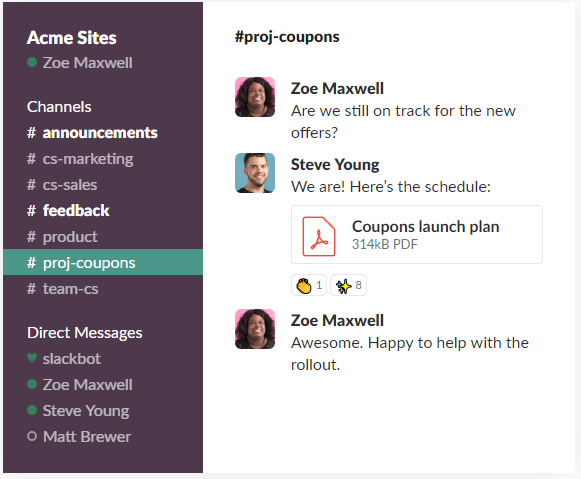 Acme Sites
Zoe Maxwell
Channels
# announcements
# cs-marketing
# cs-sales
# feedback
# product
# proj-coupons
# team-cs
Direct Messages
slackbot
Zoe Maxwell
Steve Young
Matt Brewer
#proj-coupons
Zoe Maxwell
Are we still on track for the new
offers?
Steve Young
We are! Here’s the schedule:
Coupons launch plan
314kB PDF
1
8
Zoe Maxwell
Awesome. Happy to help with the
rollout.